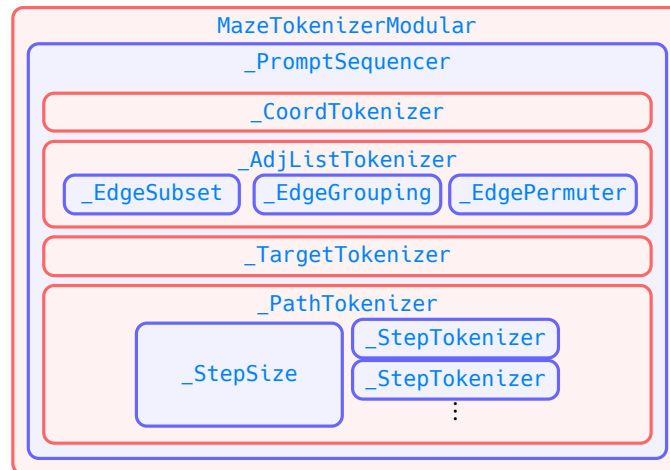 MazeTokenizerModular
_PromptSequencer
_CoordTokenizer
_AdjListTokenizer
_EdgeSubset _EdgeGrouping _EdgePermuter
_TargetTokenizer
_PathTokenizer
_StepSize
_StepTokenizer
_StepTokenizer
⋮